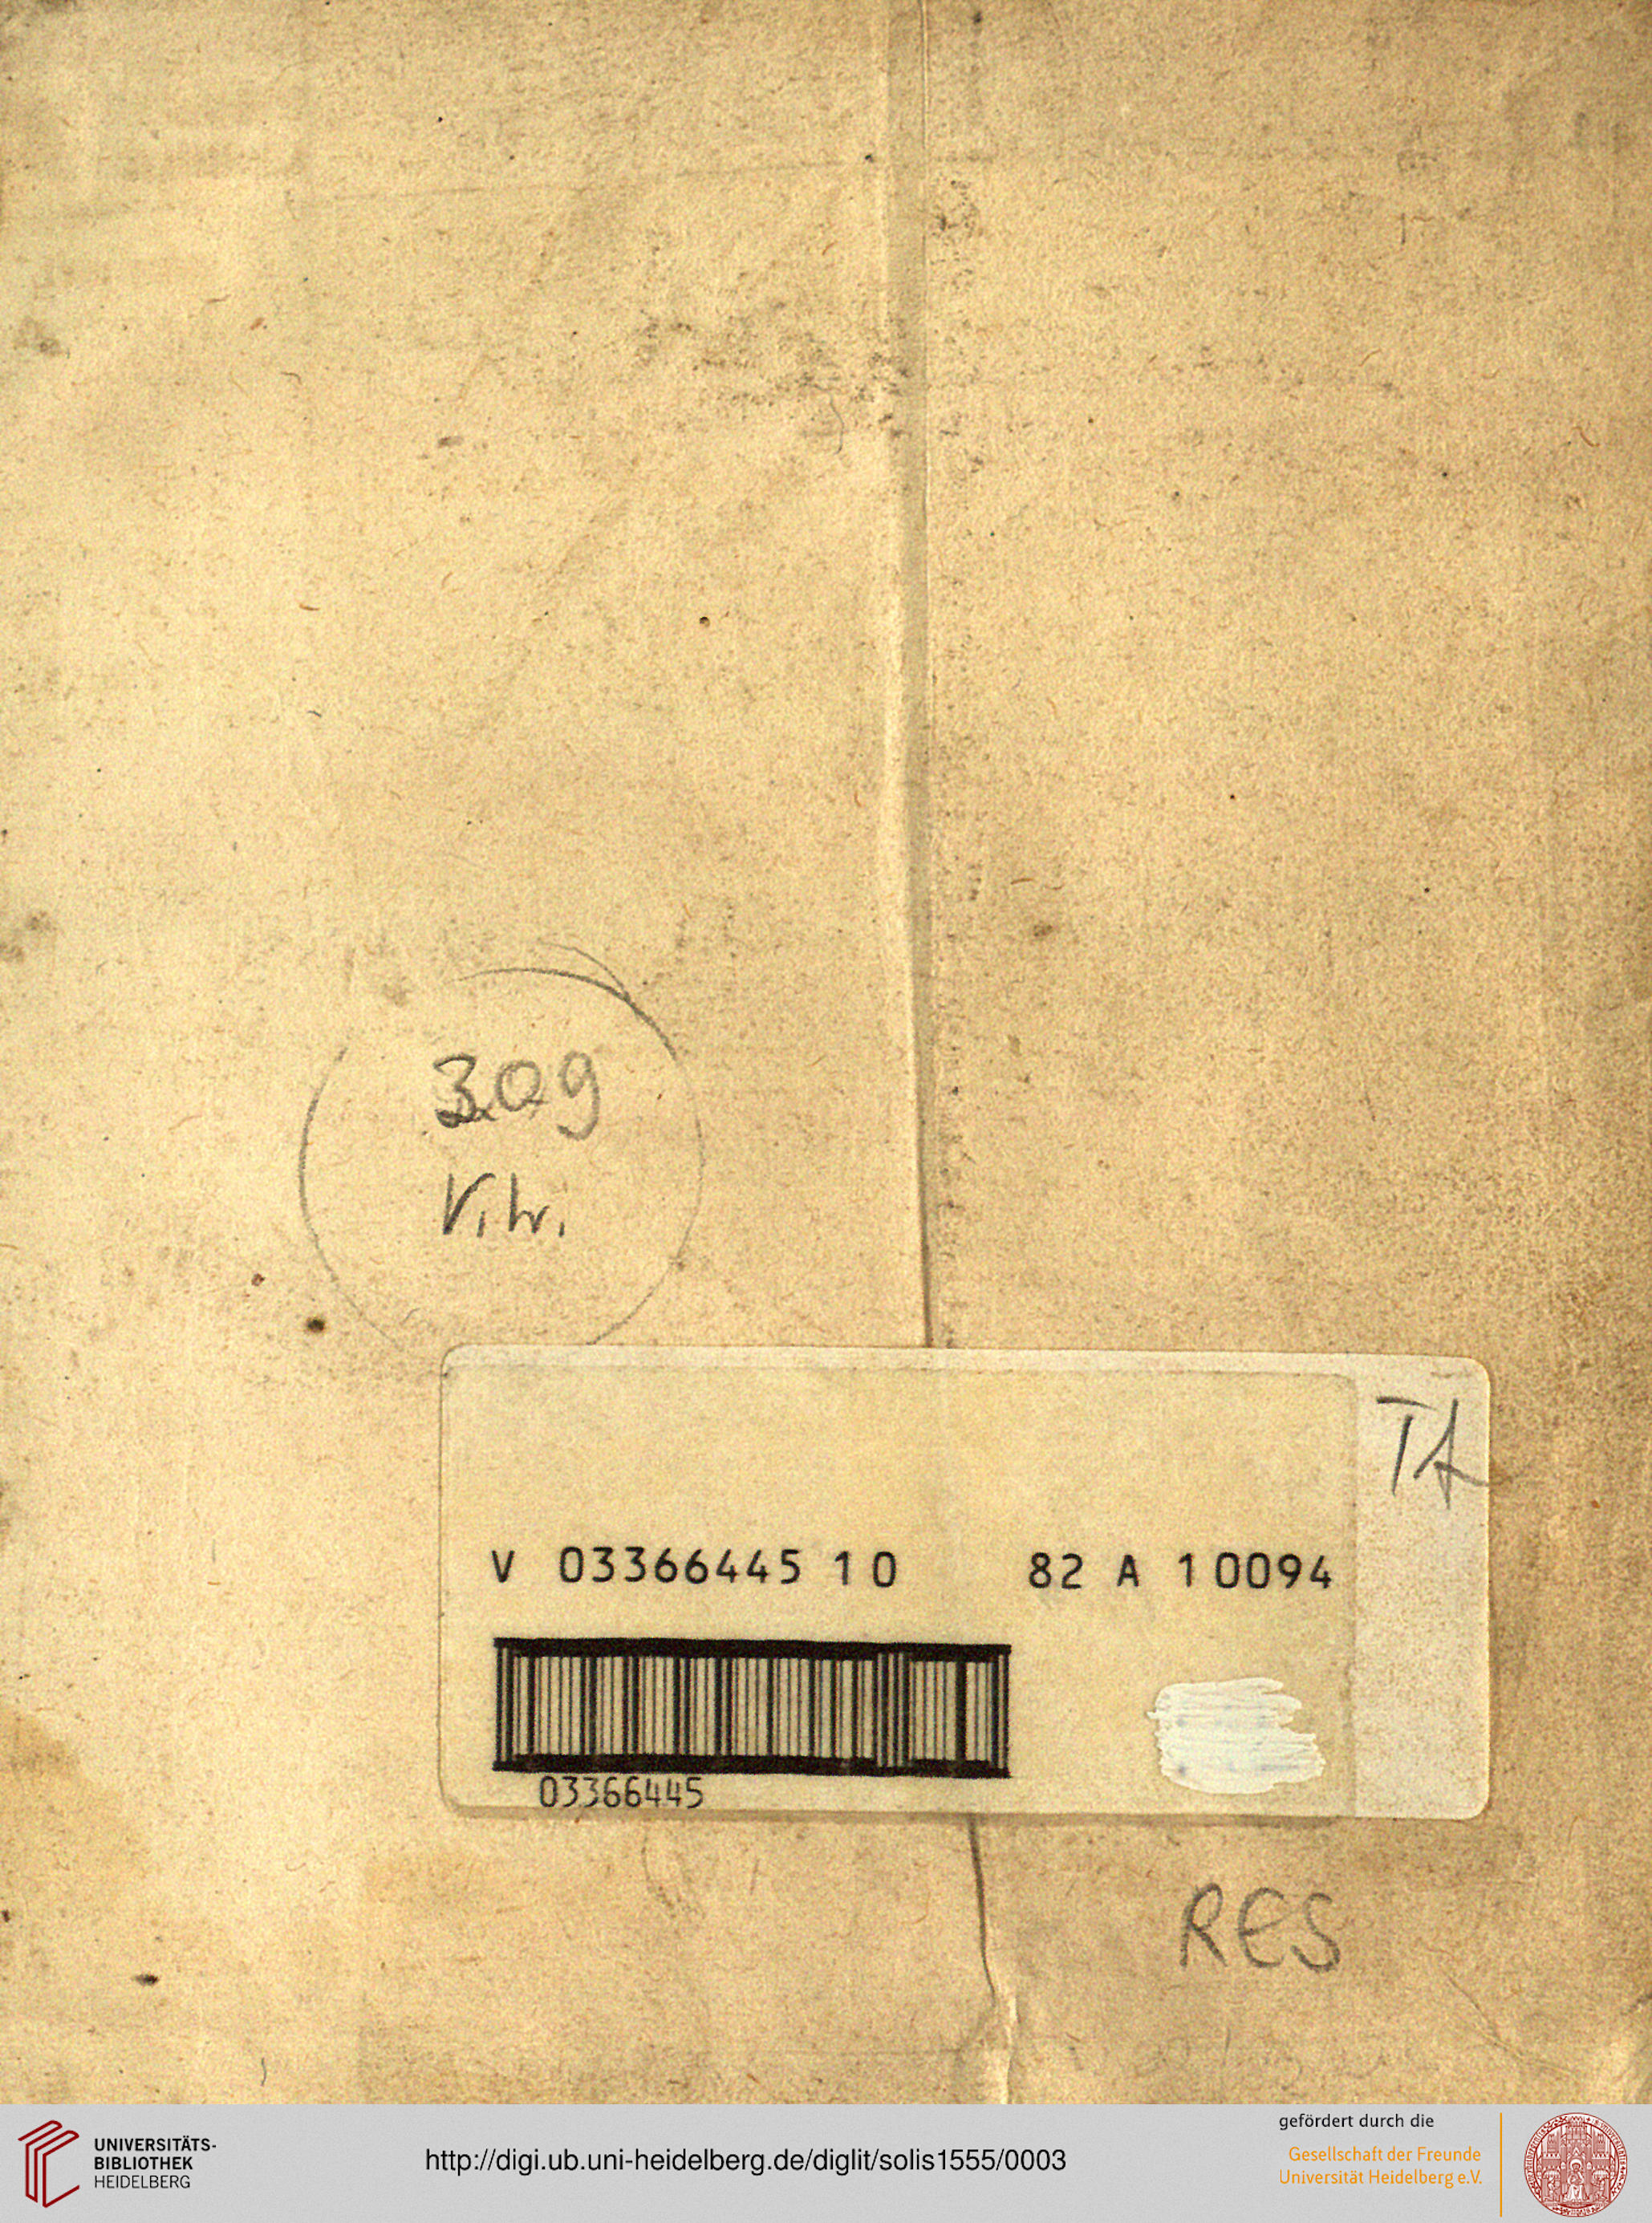 309
V. hr.
TA
V 03366445 10 82 A 10094
03366445
RES
UNIVERSITÄTS-
BIBLIOTHEK
HEIDELBERG
http://digi.ub.uni-heidelberg.de/diglit/solis1555/0003
gefördert durch die
Gesellschaft der Freunde
Universität Heidelberg e.V.